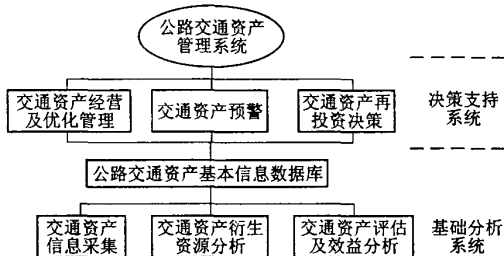 公路交通资产
管理系统
交通资产经营
及优化管理
交通资产预警
交通资产再
投资决策
决策支持
系统
公路交通资产基本信息数据库
交通资产
信息采集
交通资产衍生
资源分析
交通资产评估
及效益分析
基础分析
系统